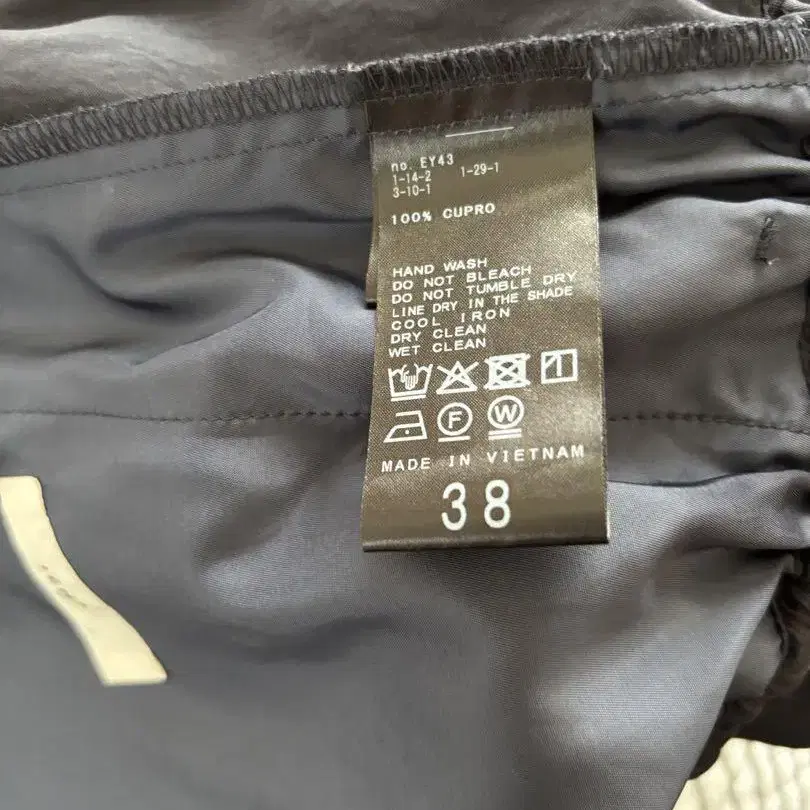 no. EY43
1-14-2 1-29-1
3-10-1
100% CUPRO
HAND WASH
DO NOT BLEACH
DO NOT TUMBLE DRY
LINE DRY IN THE SHADE
COOL IRON
DRY CLEAN
WET CLEAN
F W
MADE IN VIETNAM
38